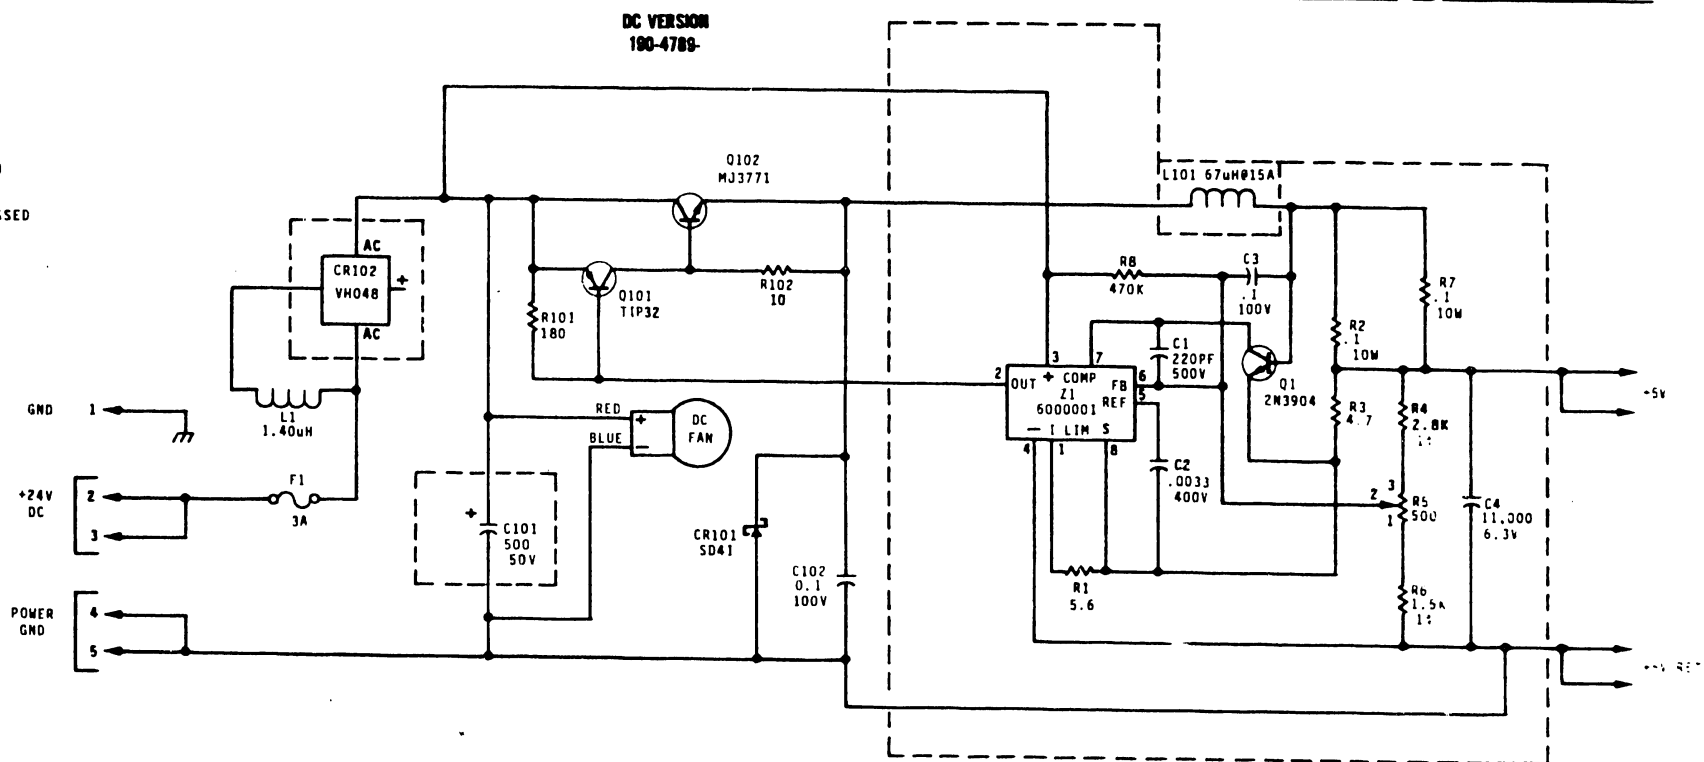 DC VERSION
190-4789-
SSED
Q102
MJ3771
L101 67uH@15A
AC
CR102
VH048
+
AC
Q101
TIP32
R102
10
R101
180
R8
470K
C3
.1
100V
R7
.1
10W
R2
.1
10W
C1
220PF
500V
Q1
2N3904
2
3
7
6
5
OUT + COMP FB
Z1 REF
6000001
— I LIM S
4
1
8
R3
4.7
R4
2.8K
+5V
L1
1.40uH
GND 1
RED
BLUE
+
−
DC
FAN
C2
.0033
400V
+24V
DC
2
3
F1
3A
+
C101
500
50V
CR101
SD41
C102
0.1
100V
3
2
1
R5
500
C4
11,000
6.3V
R1
5.6
R6
1.5K
POWER
GND
4
5
RET